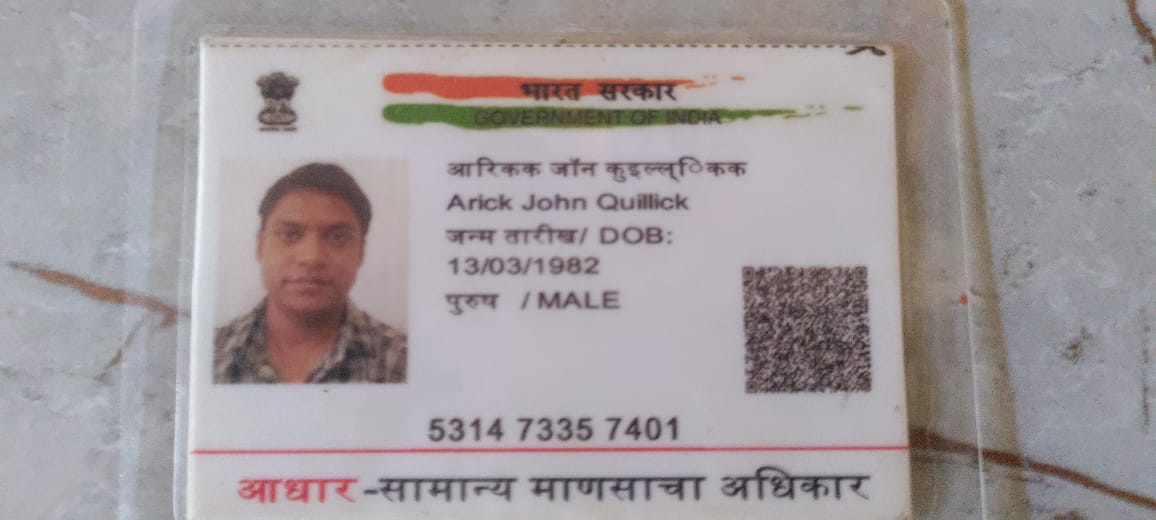 भारत सरकार
GOVERNMENT OF INDIA
आरिकक जॉन कुइल्ल्िकक
Arick John Quillick
जन्म तारीख/ DOB:
13/03/1982
पुरुष / MALE
5314 7335 7401
आधार -सामान्य माणसाचा अधिकार